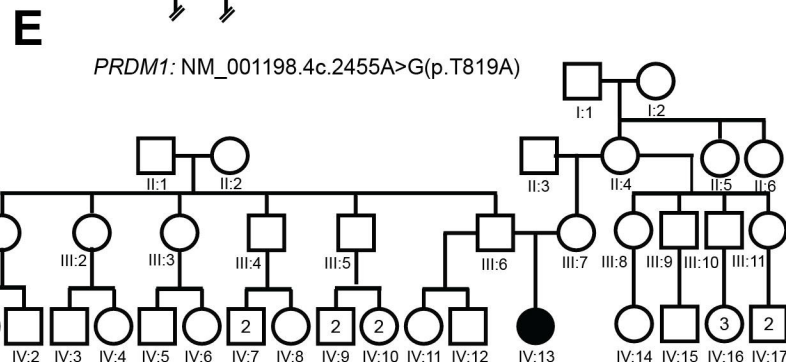 E
PRDM1: NM_001198.4c.2455A>G(p.T819A)
I:1 I:2
II:1 II:2 II:3 II:4 II:5 II:6
III:2 III:3 III:4 III:5 III:6 III:7 III:8 III:9 III:10 III:11
2 2 2 3 2
IV:2 IV:3 IV:4 IV:5 IV:6 IV:7 IV:8 IV:9 IV:10 IV:11 IV:12 IV:13 IV:14 IV:15 IV:16 IV:17